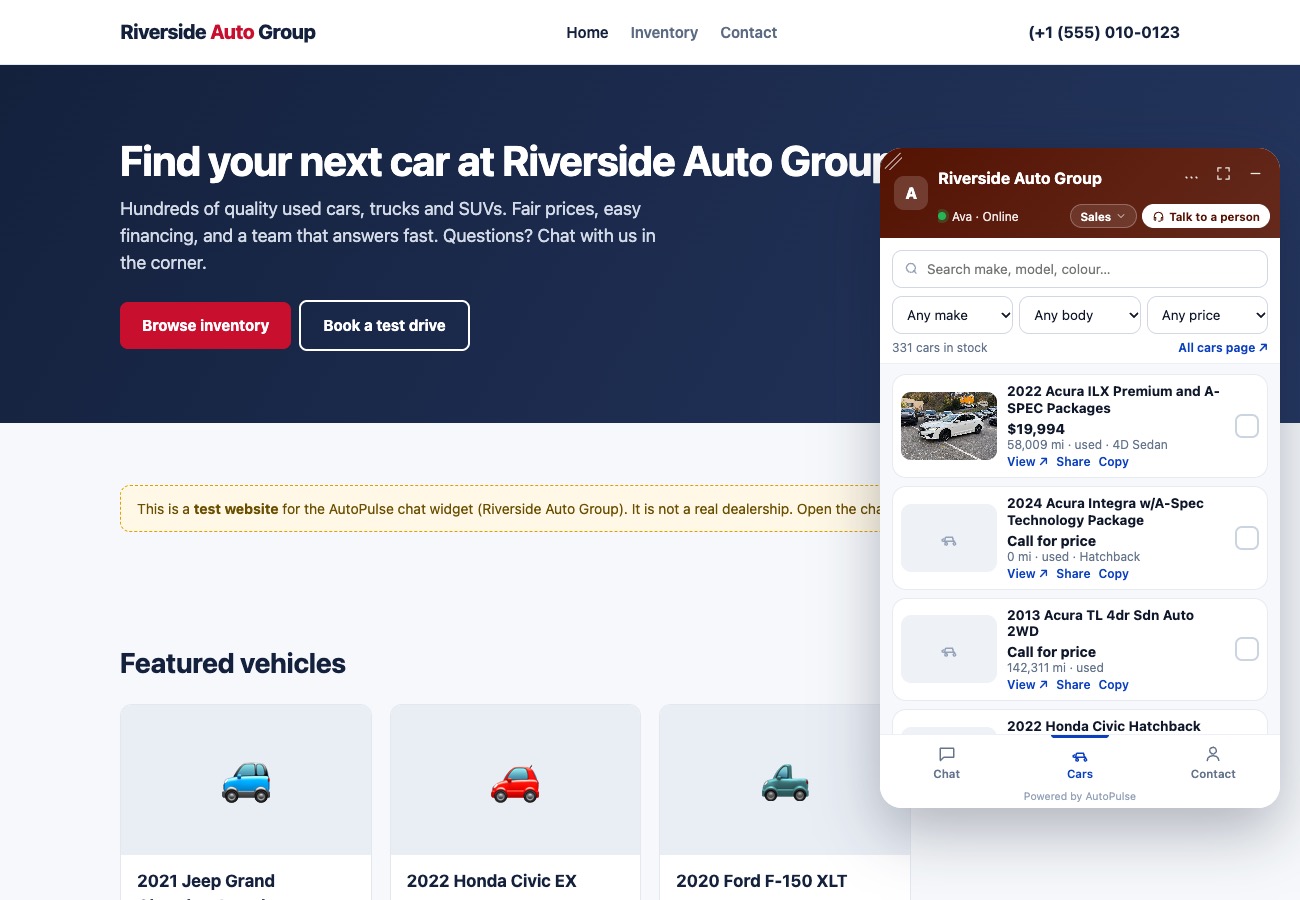 Riverside Auto Group
Home
Inventory
Contact
(+1 (555) 010-0123
Find your next car at Riverside Auto Group
Hundreds of quality used cars, trucks and SUVs. Fair prices, easy
financing, and a team that answers fast. Questions? Chat with us in
the corner.
Browse inventory
Book a test drive
This is a test website for the AutoPulse chat widget (Riverside Auto Group). It is not a real dealership. Open the
Featured vehicles
2021 Jeep Grand
2022 Honda Civic EX
2020 Ford F-150 XLT
A
Riverside Auto Group
Ava · Online
Sales
Talk to a person
Search make, model, colour...
Any make
Any body
Any price
331 cars in stock
All cars page ↗
2022 Acura ILX Premium and A-
SPEC Packages
$19,994
58,009 mi · used · 4D Sedan
View ↗ Share Copy
2024 Acura Integra w/A-Spec
Technology Package
Call for price
0 mi · used · Hatchback
View ↗ Share Copy
2013 Acura TL 4dr Sdn Auto
2WD
Call for price
142,311 mi · used
View ↗ Share Copy
2022 Honda Civic Hatchback
Chat
Cars
Contact
Powered by AutoPulse